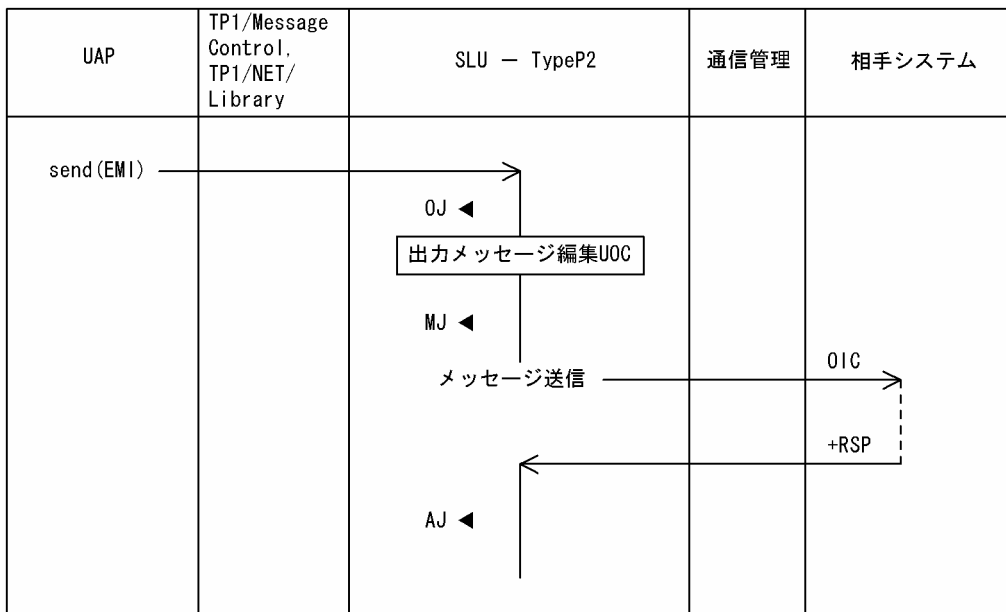 UAP
TP1/Message
Control,
TP1/NET/
Library
SLU － TypeP2
通信管理
相手システム
send(EMI)
OJ
出力メッセージ編集UOC
MJ
メッセージ送信
OIC
+RSP
AJ